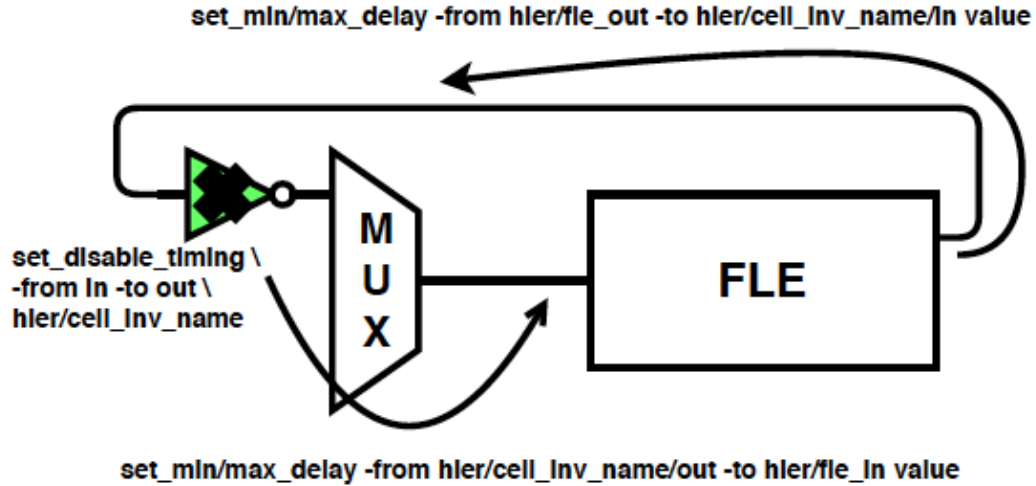 set_min/max_delay -from hier/fle_out -to hier/cell_inv_name/in value
M
U
X
FLE
set_disable_timing \
-from in -to out \
hier/cell_inv_name
set_min/max_delay -from hier/cell_inv_name/out -to hier/fle_in value